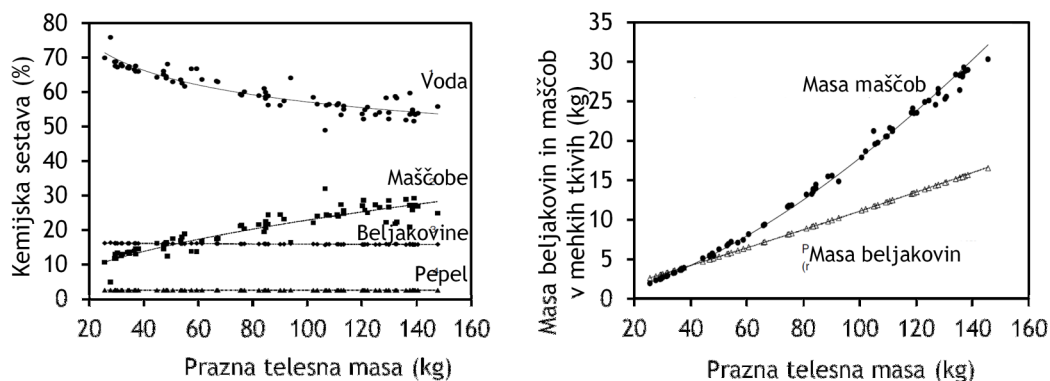 Kemijska sestava (%)
80
70
60
50
40
30
20
10
0
Voda
Maščobe
Beljakovine
Pepel
20 40 60 80 100 120 140 160
Prazna telesna masa (kg)
Masa beljakovin in maščob
v mehkih tkivih (kg)
35
30
25
20
15
10
5
0
Masa maščob
P
(r
Masa beljakovin
20 40 60 80 100 120 140 160
Prazna telesna masa (kg)